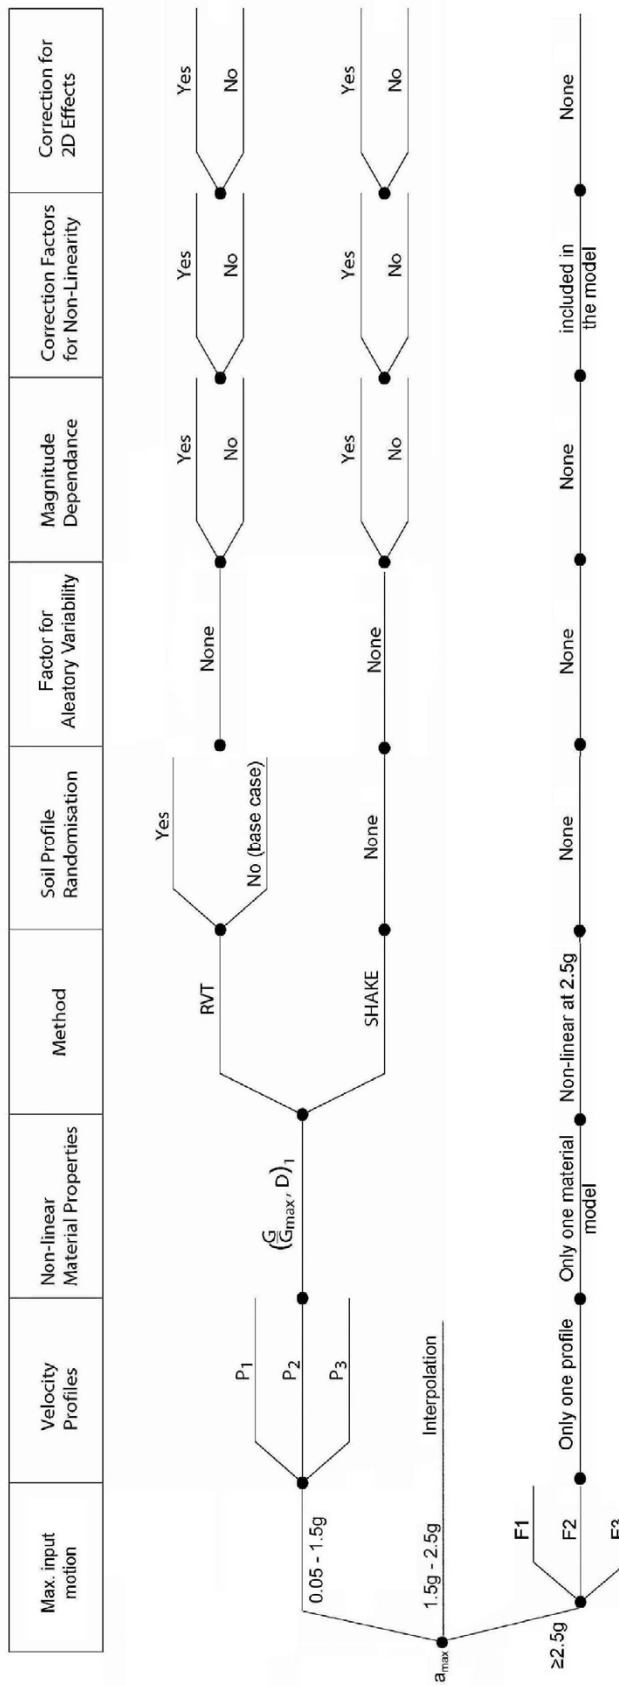 Max. input
motion
Velocity
Profiles
Non-linear
Material Properties
Method
Soil Profile
Randomisation
Factor for
Aleatory Variability
Magnitude
Dependance
Correction Factors
for Non-Linearity
Correction for
2D Effects
a_max
0.05 - 1.5g
P1
P2
P3
(G/Gmax, D)1
RVT
Yes
No (base case)
None
Yes
No
Yes
No
Yes
No
SHAKE
None
None
Yes
No
Yes
No
Yes
No
1.5g - 2.5g
Interpolation
≥2.5g
F1
F2
F3
Only one profile
Only one material
model
Non-linear at 2.5g
None
None
None
included in
the model
None